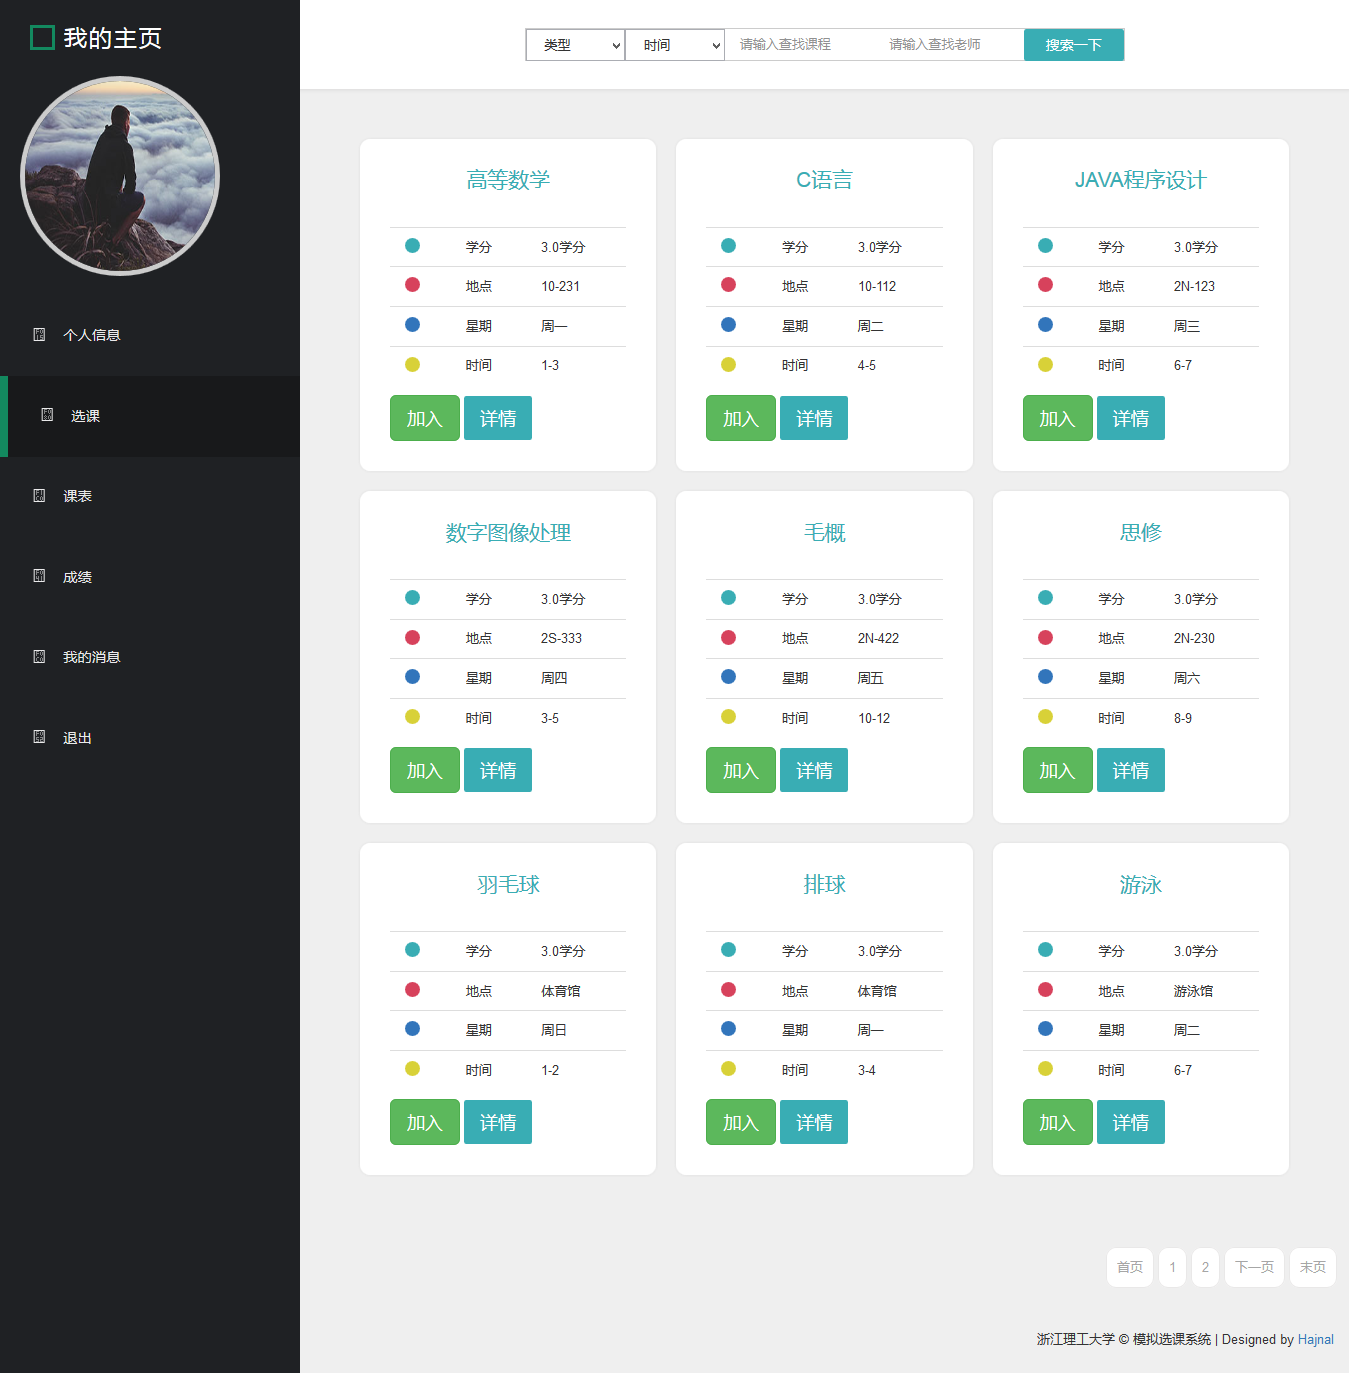 我的主页
个人信息
选课
课表
成绩
我的消息
退出
类型 时间 请输入查找课程 请输入查找老师 搜索一下
高等数学
学分 3.0学分
地点 10-231
星期 周一
时间 1-3
加入 详情
C语言
学分 3.0学分
地点 10-112
星期 周二
时间 4-5
加入 详情
JAVA程序设计
学分 3.0学分
地点 2N-123
星期 周三
时间 6-7
加入 详情
数字图像处理
学分 3.0学分
地点 2S-333
星期 周四
时间 3-5
加入 详情
毛概
学分 3.0学分
地点 2N-422
星期 周五
时间 10-12
加入 详情
思修
学分 3.0学分
地点 2N-230
星期 周六
时间 8-9
加入 详情
羽毛球
学分 3.0学分
地点 体育馆
星期 周日
时间 1-2
加入 详情
排球
学分 3.0学分
地点 体育馆
星期 周一
时间 3-4
加入 详情
游泳
学分 3.0学分
地点 游泳馆
星期 周二
时间 6-7
加入 详情
首页 1 2 下一页 末页
浙江理工大学 © 模拟选课系统 | Designed by Hajnal